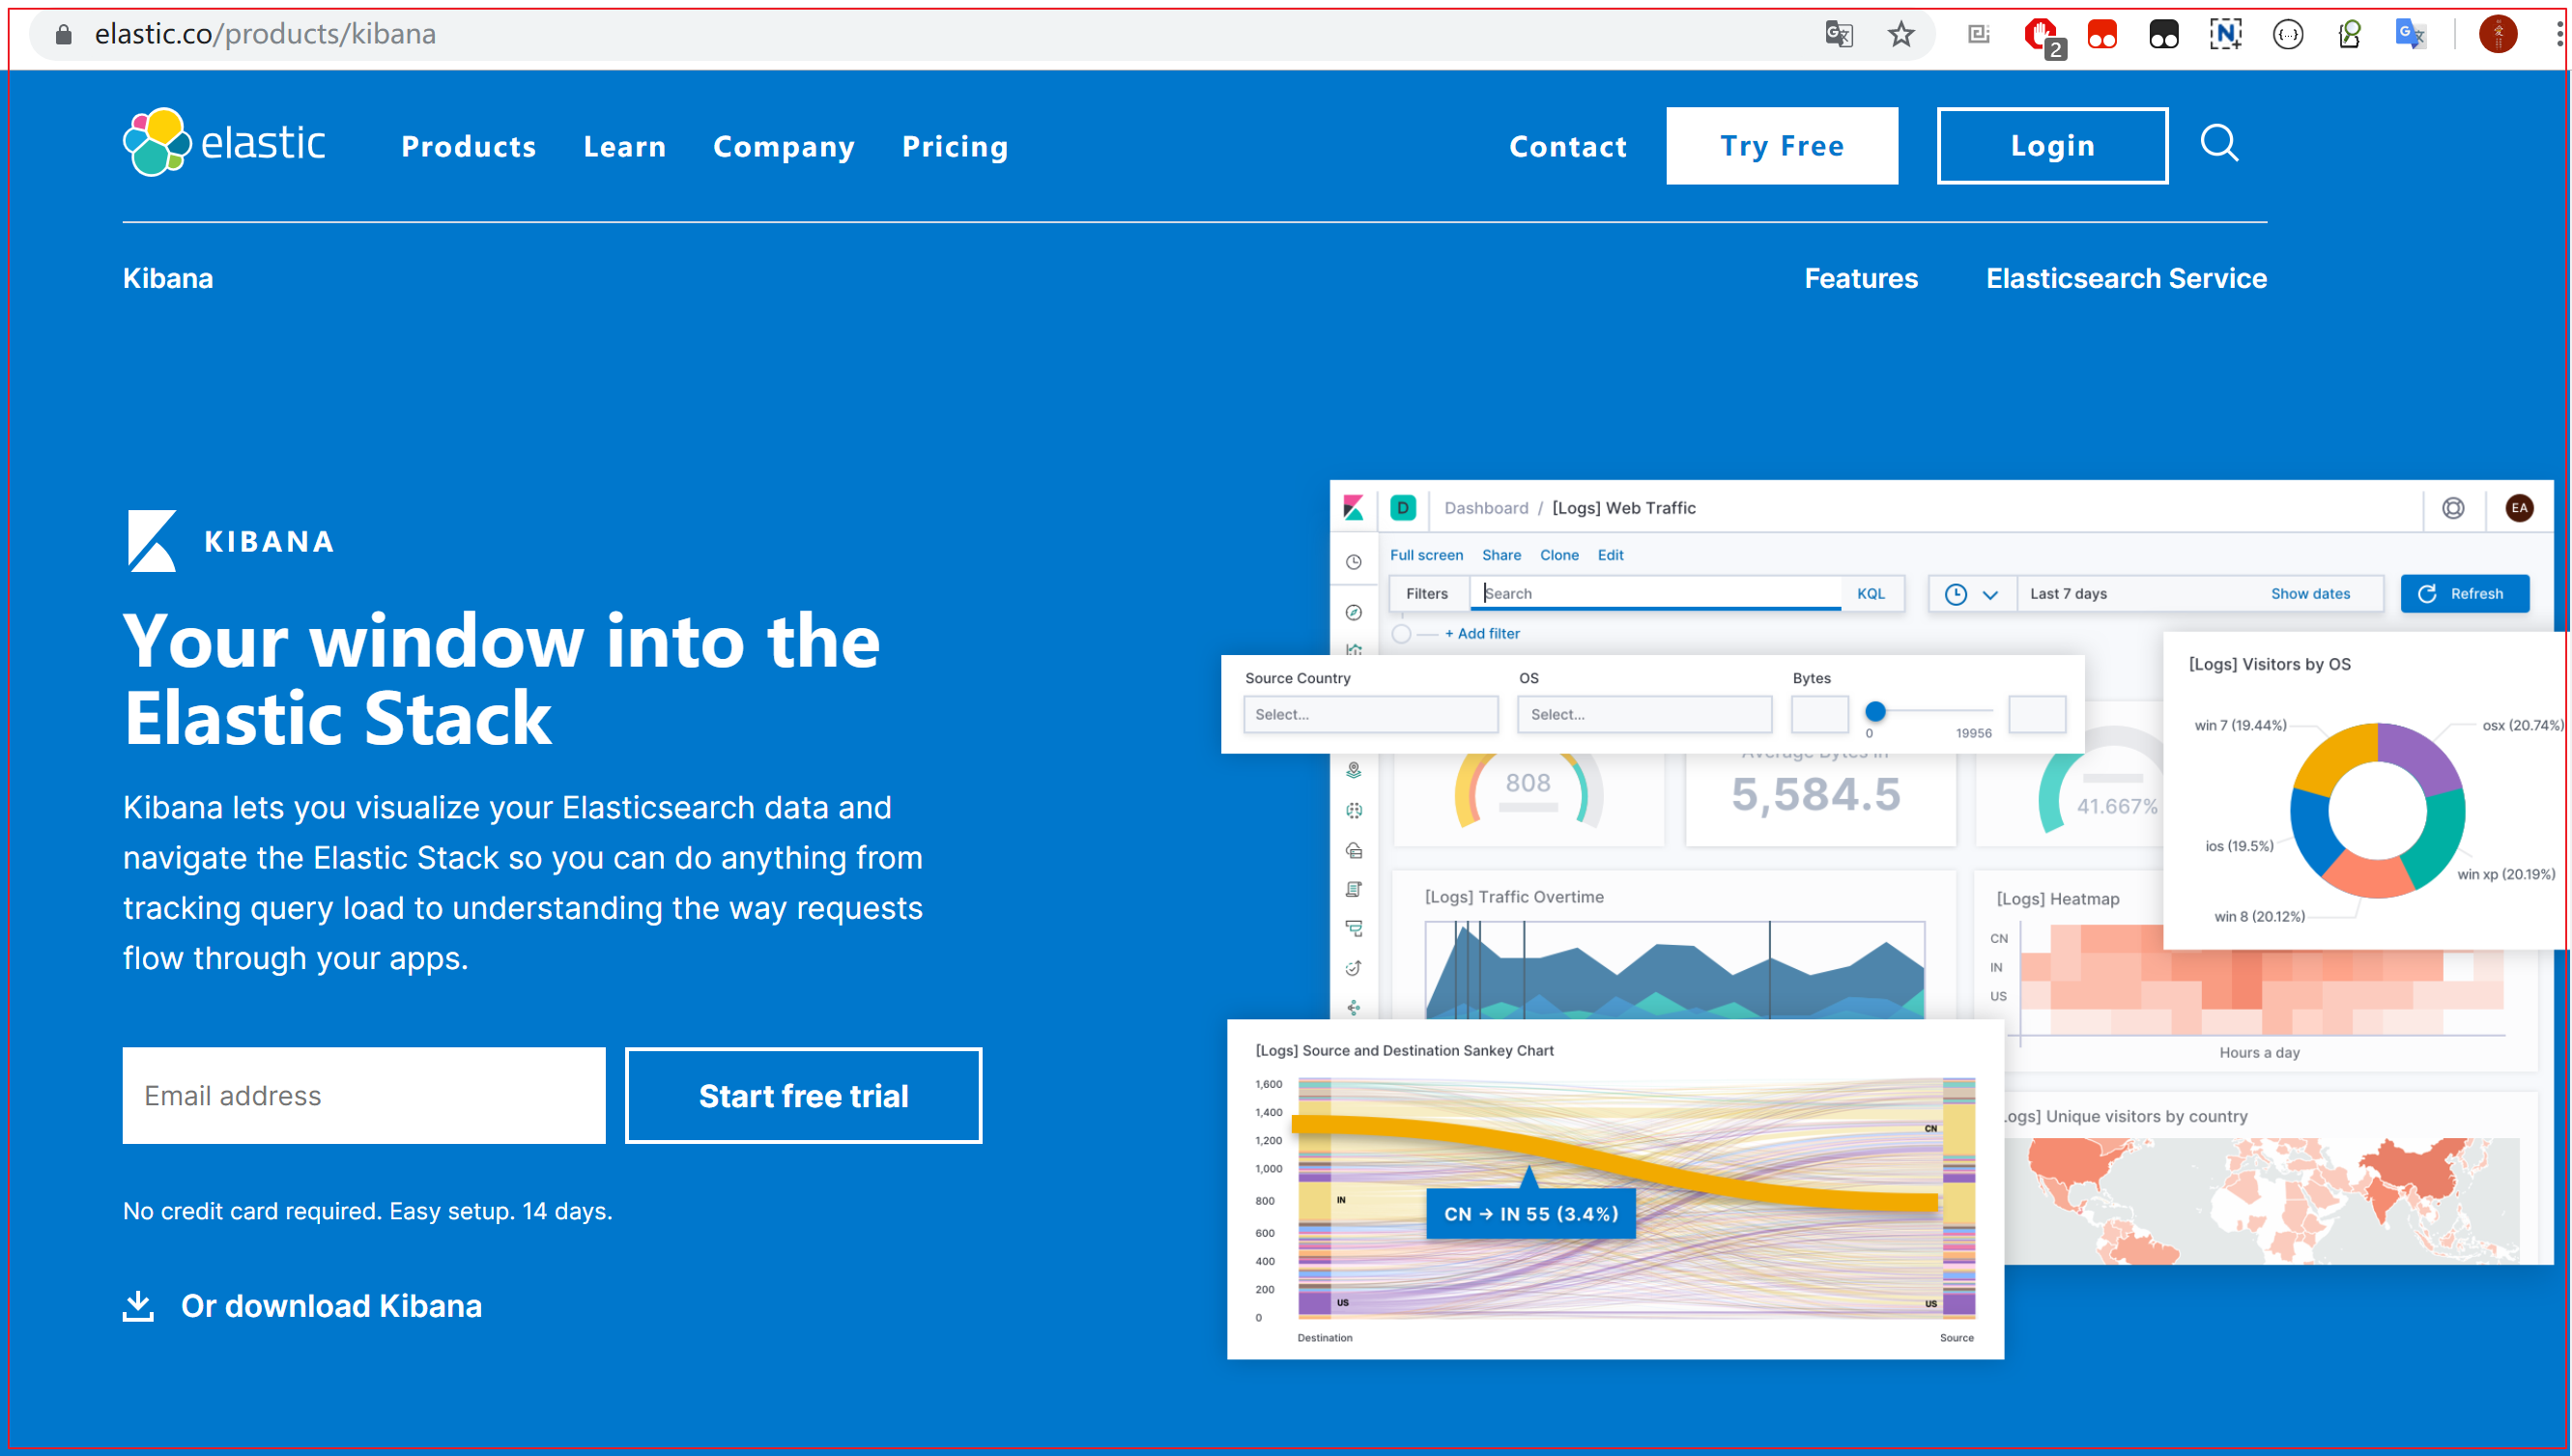 elastic.co/products/kibana
2
elastic
Products Learn Company Pricing
Contact Try Free Login
Kibana
Features Elasticsearch Service
KIBANA
Your window into the
Elastic Stack
Kibana lets you visualize your Elasticsearch data and
navigate the Elastic Stack so you can do anything from
tracking query load to understanding the way requests
flow through your apps.
Email address
Start free trial
No credit card required. Easy setup. 14 days.
Or download Kibana
D Dashboard / [Logs] Web Traffic EA
Full screen Share Clone Edit
Filters Search KQL Last 7 days Show dates Refresh
+ Add filter
Source Country OS Bytes
Select... Select... 0 19956
[Logs] Visitors by OS
win 7 (19.44%) osx (20.74%)
ios (19.5%) win xp (20.19%)
win 8 (20.12%)
808
Average Bytes In
5,584.5
41.667%
[Logs] Traffic Overtime
[Logs] Heatmap
CN
IN
US
Hours a day
[Logs] Source and Destination Sankey Chart
1,600
1,400
1,200
1,000
800
600
400
200
0
CN
IN
CN → IN 55 (3.4%)
US US
Destination Source
ogs] Unique visitors by country